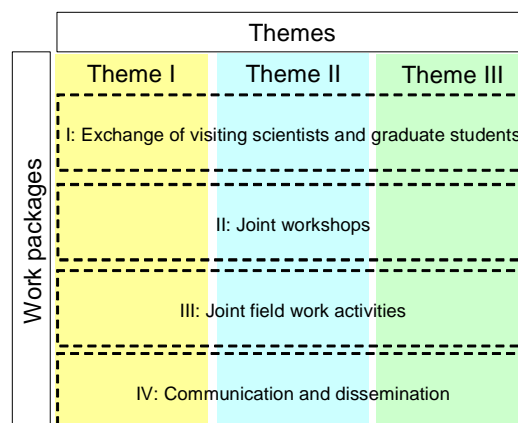 Themes
Theme I
Theme II
Theme III
Work packages
I: Exchange of visiting scientists and graduate students
II: Joint workshops
III: Joint field work activities
IV: Communication and dissemination